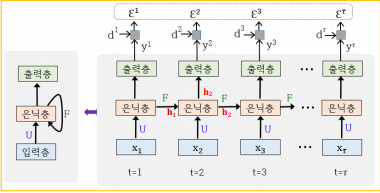 ε¹ ε² ε³ ε^τ
d¹ d² d³ d^τ
y¹ y² y³ y^τ
출력층 출력층 출력층 출력층 출력층
h₂
F F F F
은닉층 은닉층 은닉층 은닉층 … 은닉층
h₁ h₂
U U U U U
입력층 x₁ x₂ x₃ … x_τ
t=1 t=2 t=3 t=τ